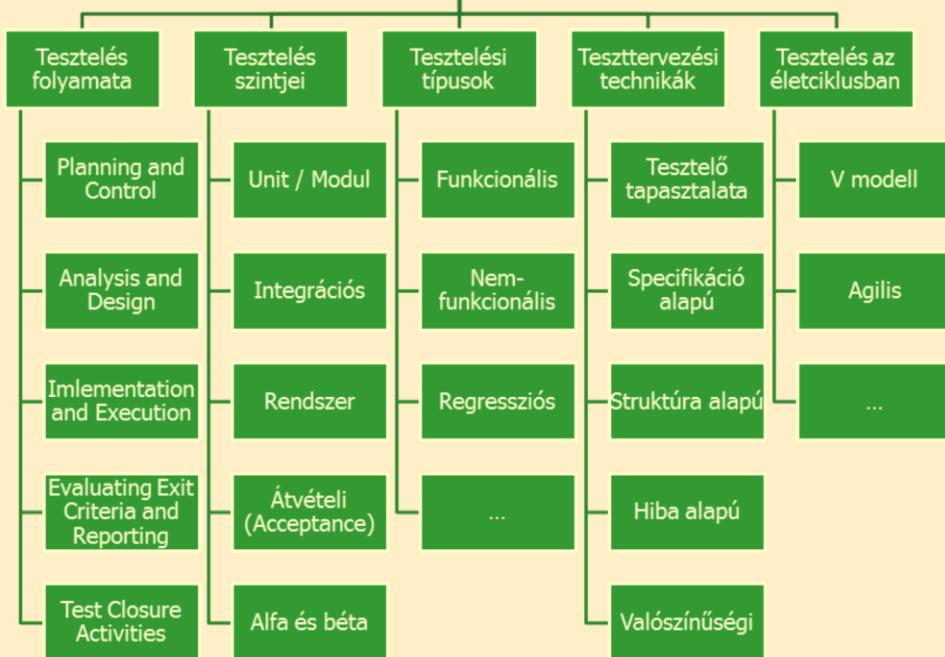 Tesztelés
folyamata
Planning and
Control
Analysis and
Design
Imlementation
and Execution
Evaluating Exit
Criteria and
Reporting
Test Closure
Activities
Tesztelés
szintjei
Unit / Modul
Integrációs
Rendszer
Átvételi
(Acceptance)
Alfa és béta
Tesztelési
típusok
Funkcionális
Nem-
funkcionális
Regressziós
...
Teszttervezési
technikák
Tesztelő
tapasztalata
Specifikáció
alapú
Struktúra alapú
Hiba alapú
Valószínűségi
Tesztelés az
életciklusban
V modell
Agilis
...